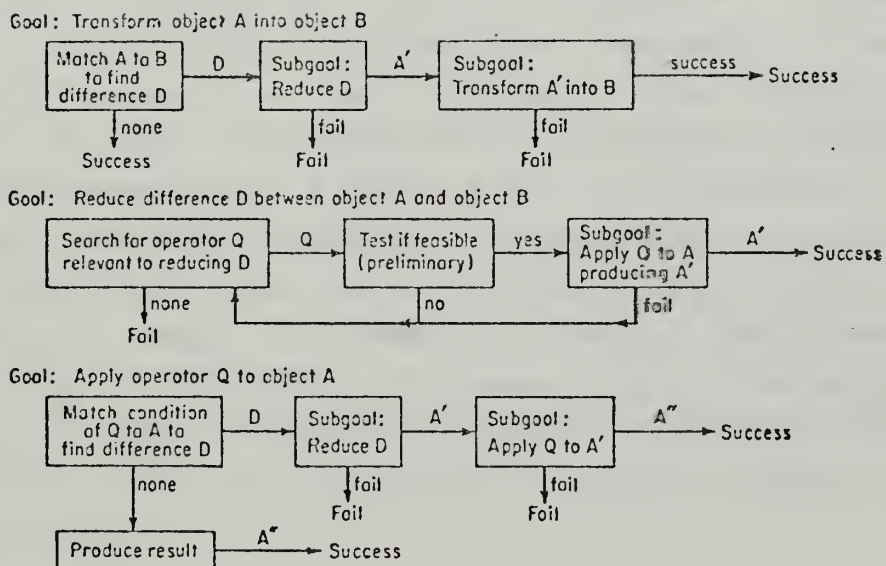 Goal: Transform object A into object B
Match A to B
to find
difference D
D
Subgoal:
Reduce D
A′
Subgoal:
Transform A′ into B
success
Success
none
fail
fail
Success
Fail
Fail
Goal: Reduce difference D between object A and object B
Search for operator Q
relevant to reducing D
Q
Test if feasible
(preliminary)
yes
Subgoal:
Apply Q to A
producing A′
A′
Success
none
no
fail
Fail
Goal: Apply operator Q to object A
Match condition
of Q to A to
find difference D
D
Subgoal:
Reduce D
A′
Subgoal:
Apply Q to A′
A″
Success
none
fail
fail
Fail
Fail
Produce result
A″
Success